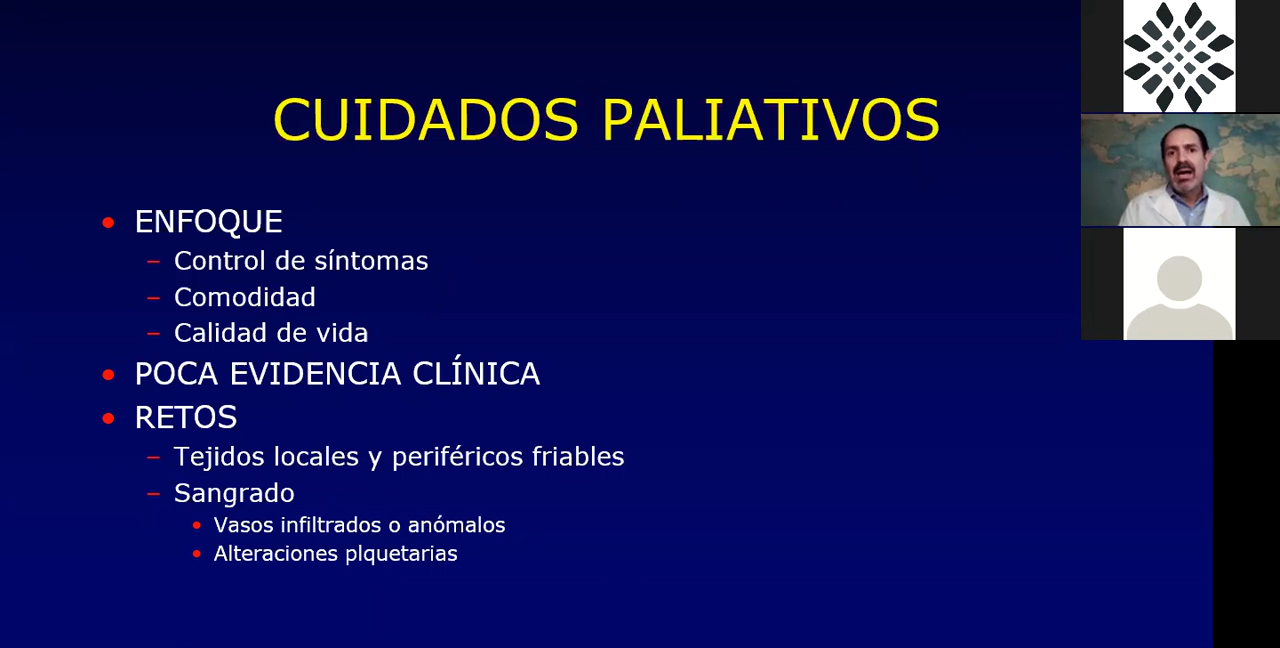 CUIDADOS PALIATIVOS
• ENFOQUE
– Control de síntomas
– Comodidad
– Calidad de vida
• POCA EVIDENCIA CLÍNICA
• RETOS
– Tejidos locales y periféricos friables
– Sangrado
• Vasos infiltrados o anómalos
• Alteraciones plquetarias